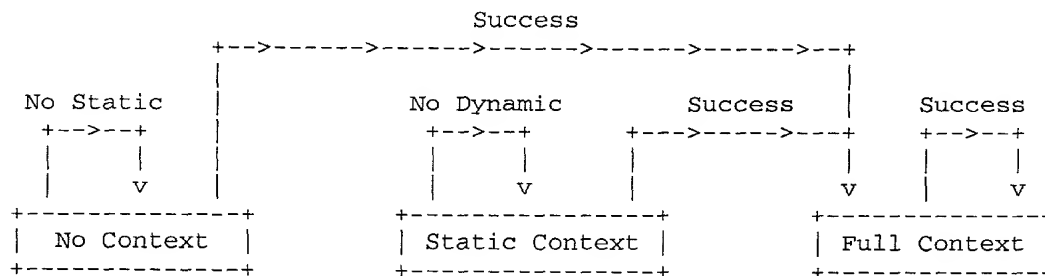 Success
No Static No Dynamic Success Success
No Context Static Context Full Context